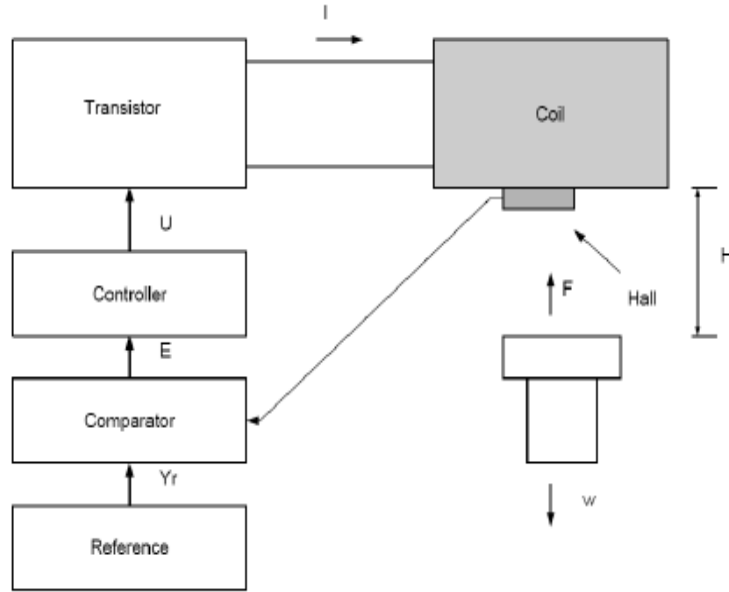 I
Transistor
Coil
U
H
Controller
F
Hall
E
Comparator
Yr
w
Reference